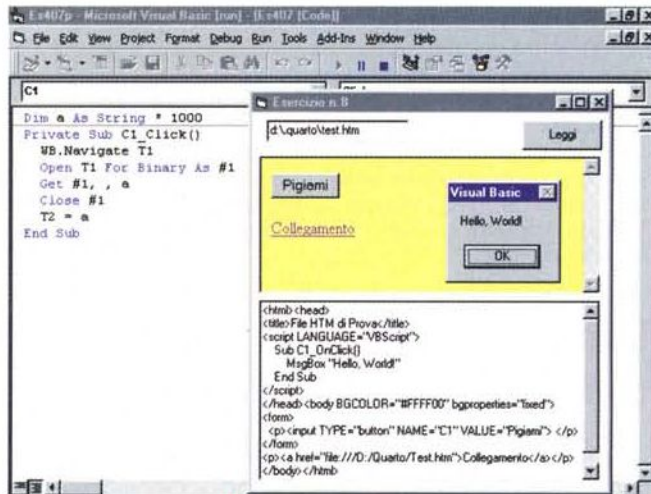 Es407p - Microsoft Visual Basic [run] - [Es407 [Code]]
File Edit View Project Format Debug Run Tools Add-Ins Window Help
C1
Dim a As String * 1000
Private Sub C1_Click()
WB.Navigate T1
Open T1 For Binary As #1
Get #1, , a
Close #1
T2 = a
End Sub
Esercizio n.8
d:\quarto\test.htm
Leggi
Pigiami
Collegamento
Visual Basic
Hello, World!
OK
<html><head>
<title>File HTM di Prova</title>
<script LANGUAGE="VBScript">
Sub C1_OnClick()
MsgBox "Hello, World!"
End Sub
</script>
</head><body BGCOLOR="#FFFF00" bgproperties="fixed">
<form>
<p><input TYPE="button" NAME="C1" VALUE="Pigiami"> </p>
</form>
<p><a href="file:///D:/Quarto/Test.htm">Collegamento</a></p>
</body></html>